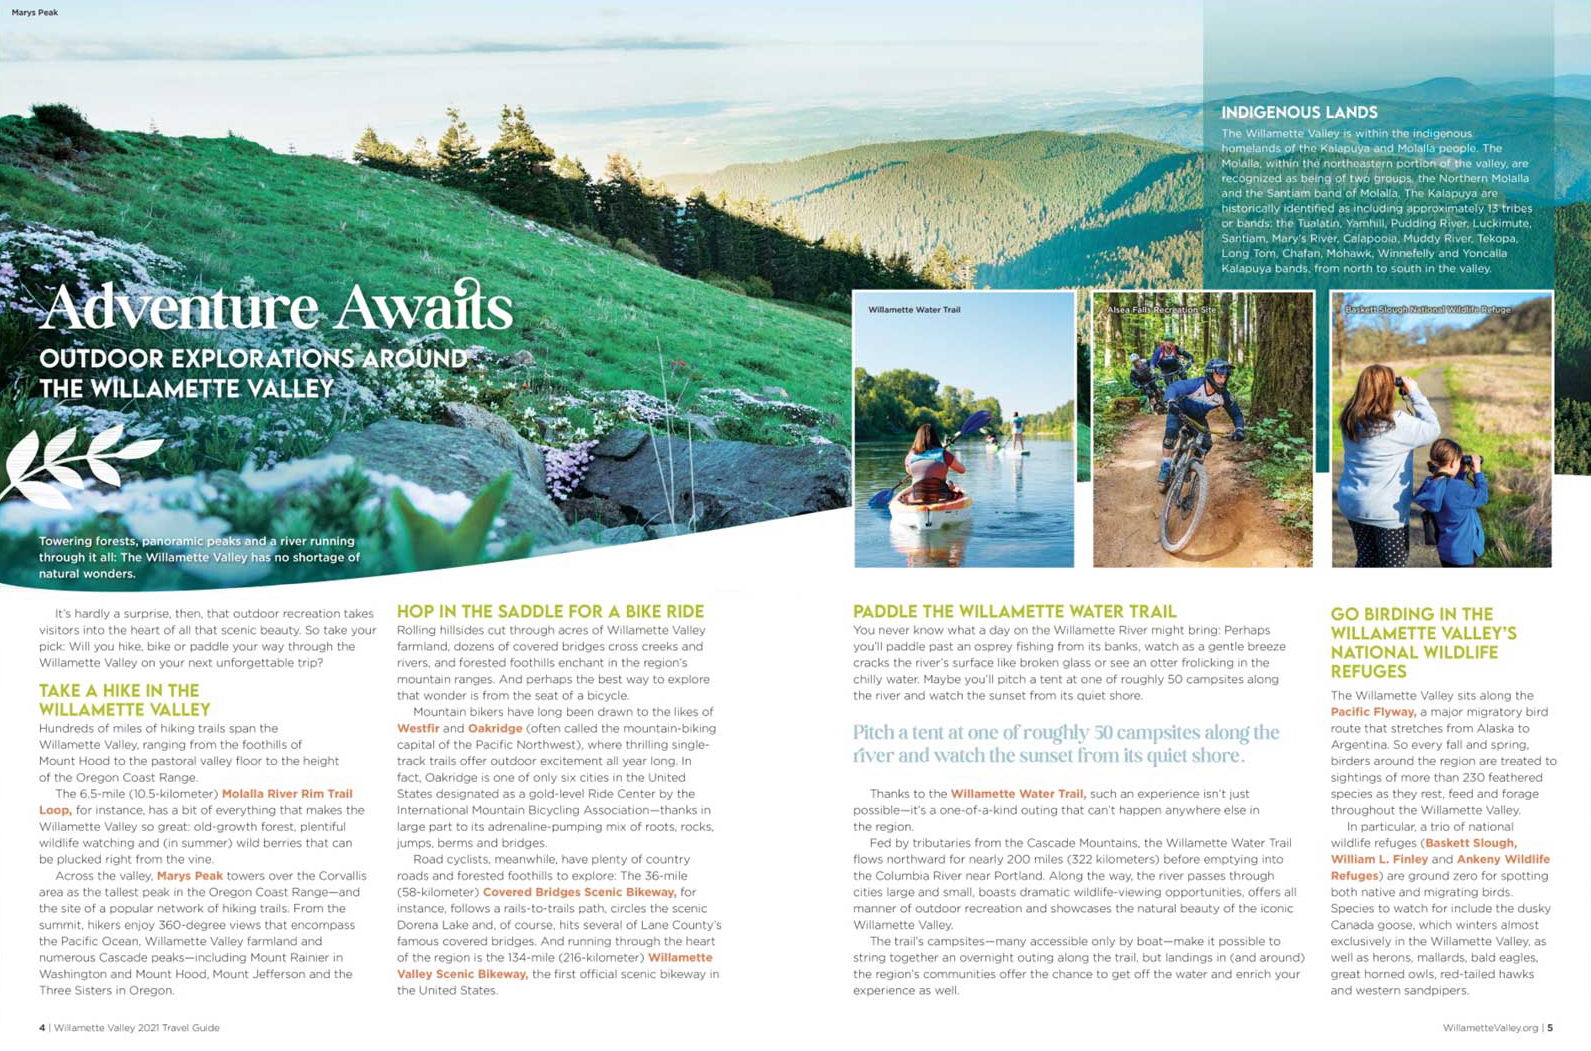 Marys Peak
Adventure Awaits
OUTDOOR EXPLORATIONS AROUND
THE WILLAMETTE VALLEY
Towering forests, panoramic peaks and a river running
through it all: The Willamette Valley has no shortage of
natural wonders.
It's hardly a surprise, then, that outdoor recreation takes
visitors into the heart of all that scenic beauty. So take your
pick: Will you hike, bike or paddle your way through the
Willamette Valley on your next unforgettable trip?
TAKE A HIKE IN THE
WILLAMETTE VALLEY
Hundreds of miles of hiking trails span the
Willamette Valley, ranging from the foothills of
Mount Hood to the pastoral valley floor to the height
of the Oregon Coast Range.
The 6.5-mile (10.5-kilometer) Molalla River Rim Trail
Loop, for instance, has a bit of everything that makes the
Willamette Valley so great: old-growth forest, plentiful
wildlife watching and (in summer) wild berries that can
be plucked right from the vine.
Across the valley, Marys Peak towers over the Corvallis
area as the tallest peak in the Oregon Coast Range—and
the site of a popular network of hiking trails. From the
summit, hikers enjoy 360-degree views that encompass
the Pacific Ocean, Willamette Valley farmland and
numerous Cascade peaks—including Mount Rainier in
Washington and Mount Hood, Mount Jefferson and the
Three Sisters in Oregon.
HOP IN THE SADDLE FOR A BIKE RIDE
Rolling hillsides cut through acres of Willamette Valley
farmland, dozens of covered bridges cross creeks and
rivers, and forested foothills enchant in the region's
mountain ranges. And perhaps the best way to explore
that wonder is from the seat of a bicycle.
Mountain bikers have long been drawn to the likes of
Westfir and Oakridge (often called the mountain-biking
capital of the Pacific Northwest), where thrilling single-
track trails offer outdoor excitement all year long. In
fact, Oakridge is one of only six cities in the United
States designated as a gold-level Ride Center by the
International Mountain Bicycling Association—thanks in
large part to its adrenaline-pumping mix of roots, rocks,
jumps, berms and bridges.
Road cyclists, meanwhile, have plenty of country
roads and forested foothills to explore: The 36-mile
(58-kilometer) Covered Bridges Scenic Bikeway, for
instance, follows a rails-to-trails path, circles the scenic
Dorena Lake and, of course, hits several of Lane County's
famous covered bridges. And running through the heart
of the region is the 134-mile (216-kilometer) Willamette
Valley Scenic Bikeway, the first official scenic bikeway in
the United States.
4 | Willamette Valley 2021 Travel Guide
INDIGENOUS LANDS
The Willamette Valley is within the indigenous
homelands of the Kalapuya and Molalla people. The
Molalla, within the northeastern portion of the valley, are
recognized as being of two groups, the Northern Molalla
and the Santiam band of Molalla. The Kalapuya are
historically identified as including approximately 13 tribes
or bands: the Tualatin, Yamhill, Pudding River, Luckimute,
Santiam, Mary's River, Calapooia, Muddy River, Tekopa,
Long Tom, Chafan, Mohawk, Winnefelly and Yoncalla
Kalapuya bands, from north to south in the valley.
Willamette Water Trail
Alsea Falls Recreation Site
Baskett Slough National Wildlife Refuge
PADDLE THE WILLAMETTE WATER TRAIL
You never know what a day on the Willamette River might bring: Perhaps
you'll paddle past an osprey fishing from its banks, watch as a gentle breeze
cracks the river's surface like broken glass or see an otter frolicking in the
chilly water. Maybe you'll pitch a tent at one of roughly 50 campsites along
the river and watch the sunset from its quiet shore.
Pitch a tent at one of roughly 50 campsites along the
river and watch the sunset from its quiet shore.
Thanks to the Willamette Water Trail, such an experience isn't just
possible—it's a one-of-a-kind outing that can't happen anywhere else in
the region.
Fed by tributaries from the Cascade Mountains, the Willamette Water Trail
flows northward for nearly 200 miles (322 kilometers) before emptying into
the Columbia River near Portland. Along the way, the river passes through
cities large and small, boasts dramatic wildlife-viewing opportunities, offers all
manner of outdoor recreation and showcases the natural beauty of the iconic
Willamette Valley.
The trail's campsites—many accessible only by boat—make it possible to
string together an overnight outing along the trail, but landings in (and around)
the region's communities offer the chance to get off the water and enrich your
experience as well.
GO BIRDING IN THE
WILLAMETTE VALLEY'S
NATIONAL WILDLIFE
REFUGES
The Willamette Valley sits along the
Pacific Flyway, a major migratory bird
route that stretches from Alaska to
Argentina. So every fall and spring,
birders around the region are treated to
sightings of more than 230 feathered
species as they rest, feed and forage
throughout the Willamette Valley.
In particular, a trio of national
wildlife refuges (Baskett Slough,
William L. Finley and Ankeny Wildlife
Refuges) are ground zero for spotting
both native and migrating birds.
Species to watch for include the dusky
Canada goose, which winters almost
exclusively in the Willamette Valley, as
well as herons, mallards, bald eagles,
great horned owls, red-tailed hawks
and western sandpipers.
WillametteValley.org | 5